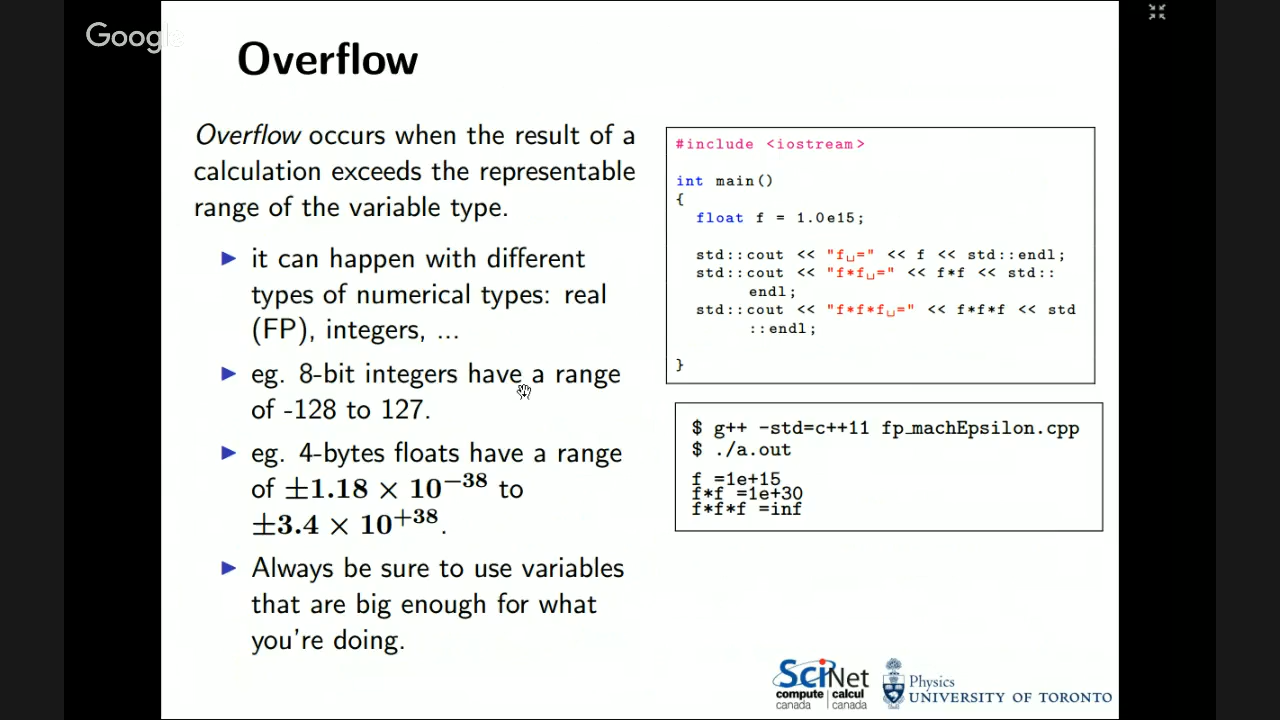 Google
Overflow
Overflow occurs when the result of a
calculation exceeds the representable
range of the variable type.
▶ it can happen with different
types of numerical types: real
(FP), integers, ...
▶ eg. 8-bit integers have a range
of -128 to 127.
▶ eg. 4-bytes floats have a range
of ±1.18 × 10⁻³⁸ to
±3.4 × 10⁺³⁸.
▶ Always be sure to use variables
that are big enough for what
you're doing.
#include <iostream>
int main()
{
float f = 1.0e15;
std::cout << "f␣=" << f << std::endl;
std::cout << "f*f␣=" << f*f << std::
endl;
std::cout << "f*f*f␣=" << f*f*f << std
::endl;
}
$ g++ -std=c++11 fp_machEpsilon.cpp
$ ./a.out
f =1e+15
f*f =1e+30
f*f*f =inf
SciNet
compute | calcul
canada | canada
Physics
UNIVERSITY OF TORONTO